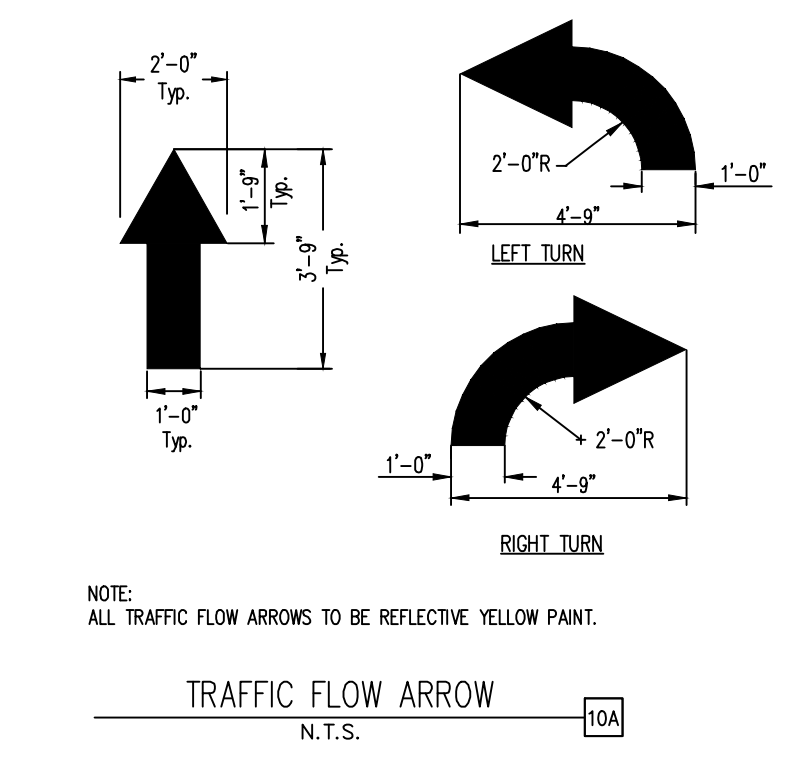 2'-0"
Typ.
1'-9"
Typ.
3'-9"
Typ.
1'-0"
Typ.
2'-0"R
1'-0"
4'-9"
LEFT TURN
2'-0"R
1'-0"
4'-9"
RIGHT TURN
NOTE:
ALL TRAFFIC FLOW ARROWS TO BE REFLECTIVE YELLOW PAINT.
TRAFFIC FLOW ARROW
10A
N.T.S.